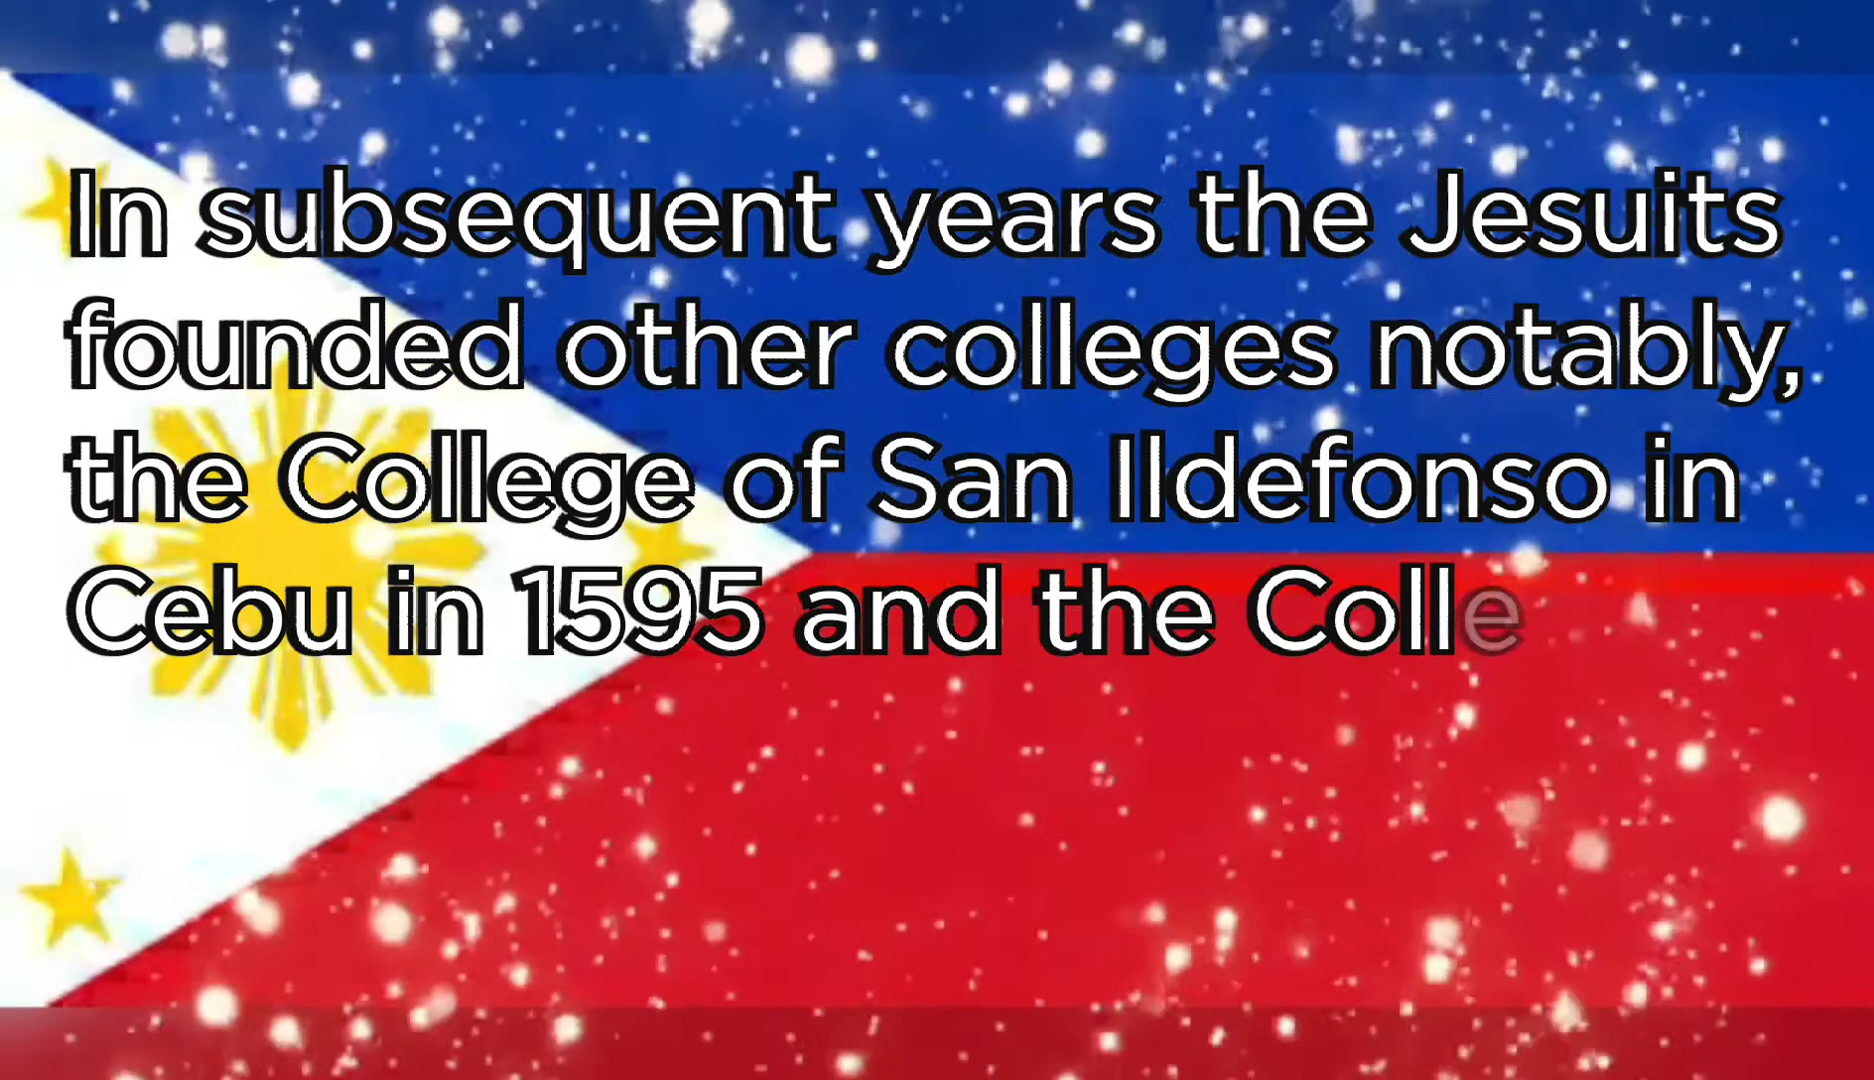 In subsequent years the Jesuits
founded other colleges notably,
the College of San Ildefonso in
Cebu in 1595 and the Colle